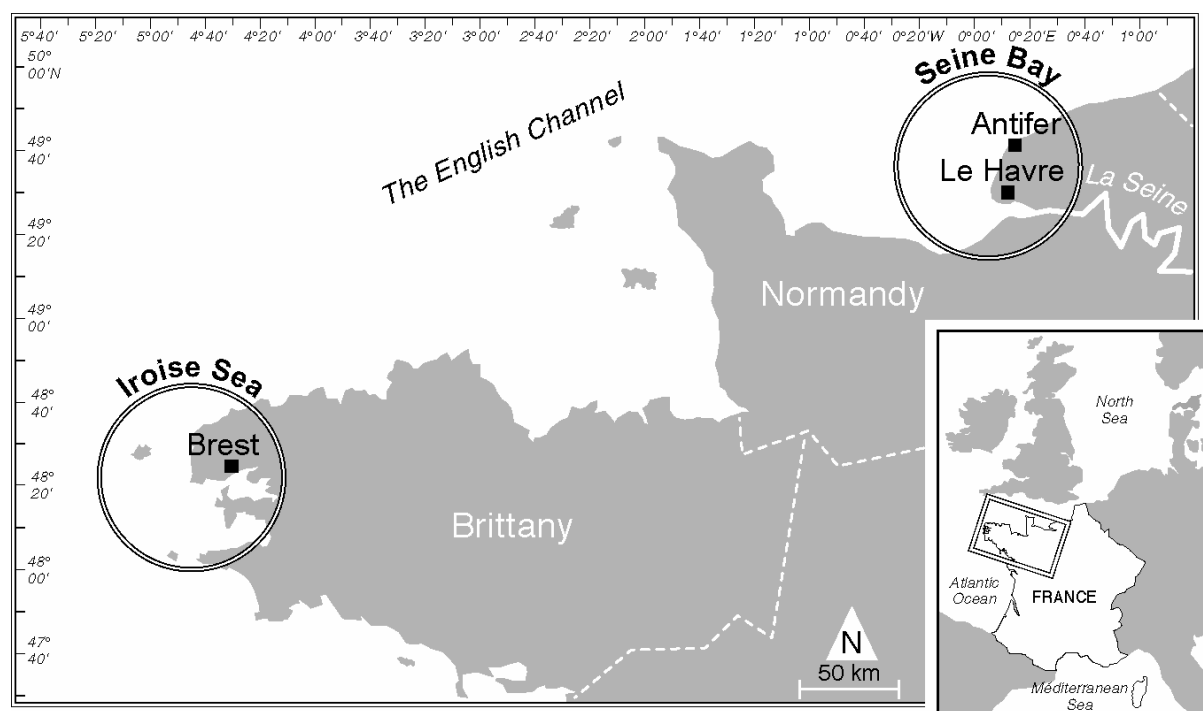 5°40' 5°20' 5°00' 4°40' 4°20' 4°00' 3°40' 3°20' 3°00' 2°40' 2°20' 2°00' 1°40' 1°20' 1°00' 0°40' 0°20'W 0°00' 0°20'E 0°40' 1°00'
50°
00'N
Seine Bay
The English Channel
Antifer
49°
40'
Le Havre
La Seine
49°
20'
Normandy
49°
00'
Iroise Sea
48°
40'
Brest
48°
20'
Brittany
48°
00'
47°
40'
N
50 km
North
Sea
Atlantic
Ocean
FRANCE
Méditerranean
Sea